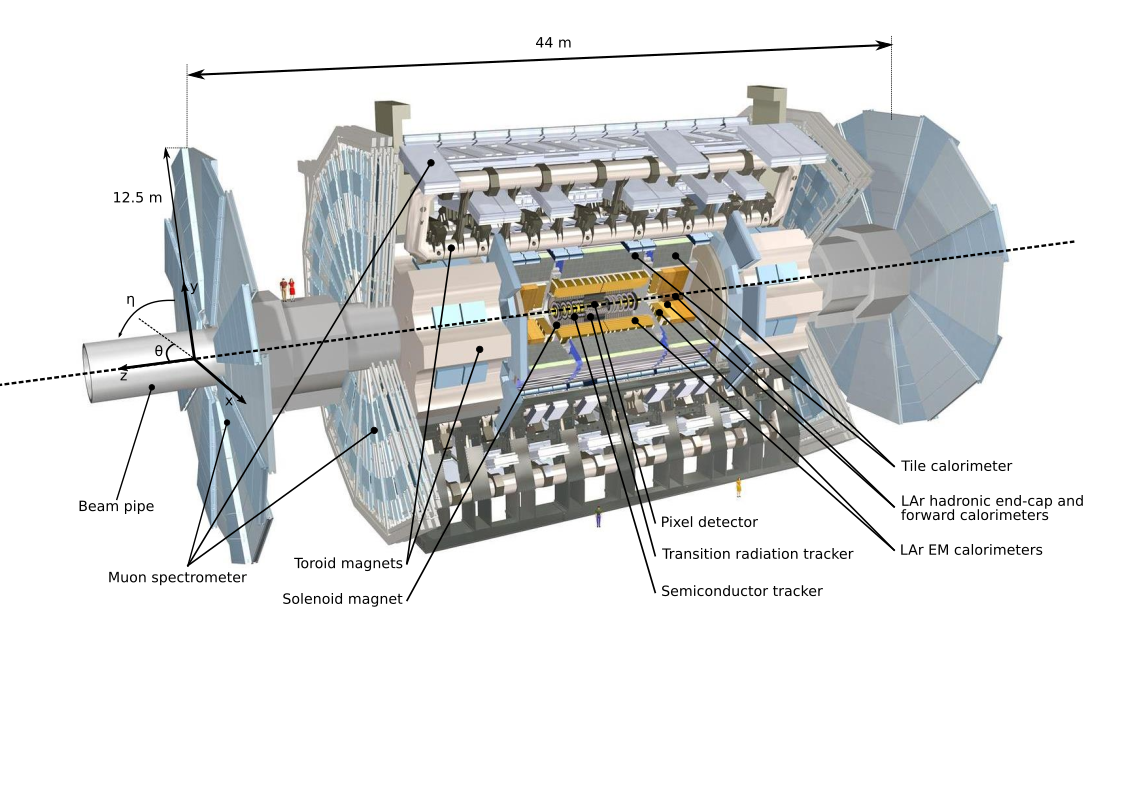 44 m
12.5 m
y
η
θ
z
x
Beam pipe
Muon spectrometer
Toroid magnets
Solenoid magnet
Pixel detector
Transition radiation tracker
Semiconductor tracker
Tile calorimeter
LAr hadronic end-cap and
forward calorimeters
LAr EM calorimeters